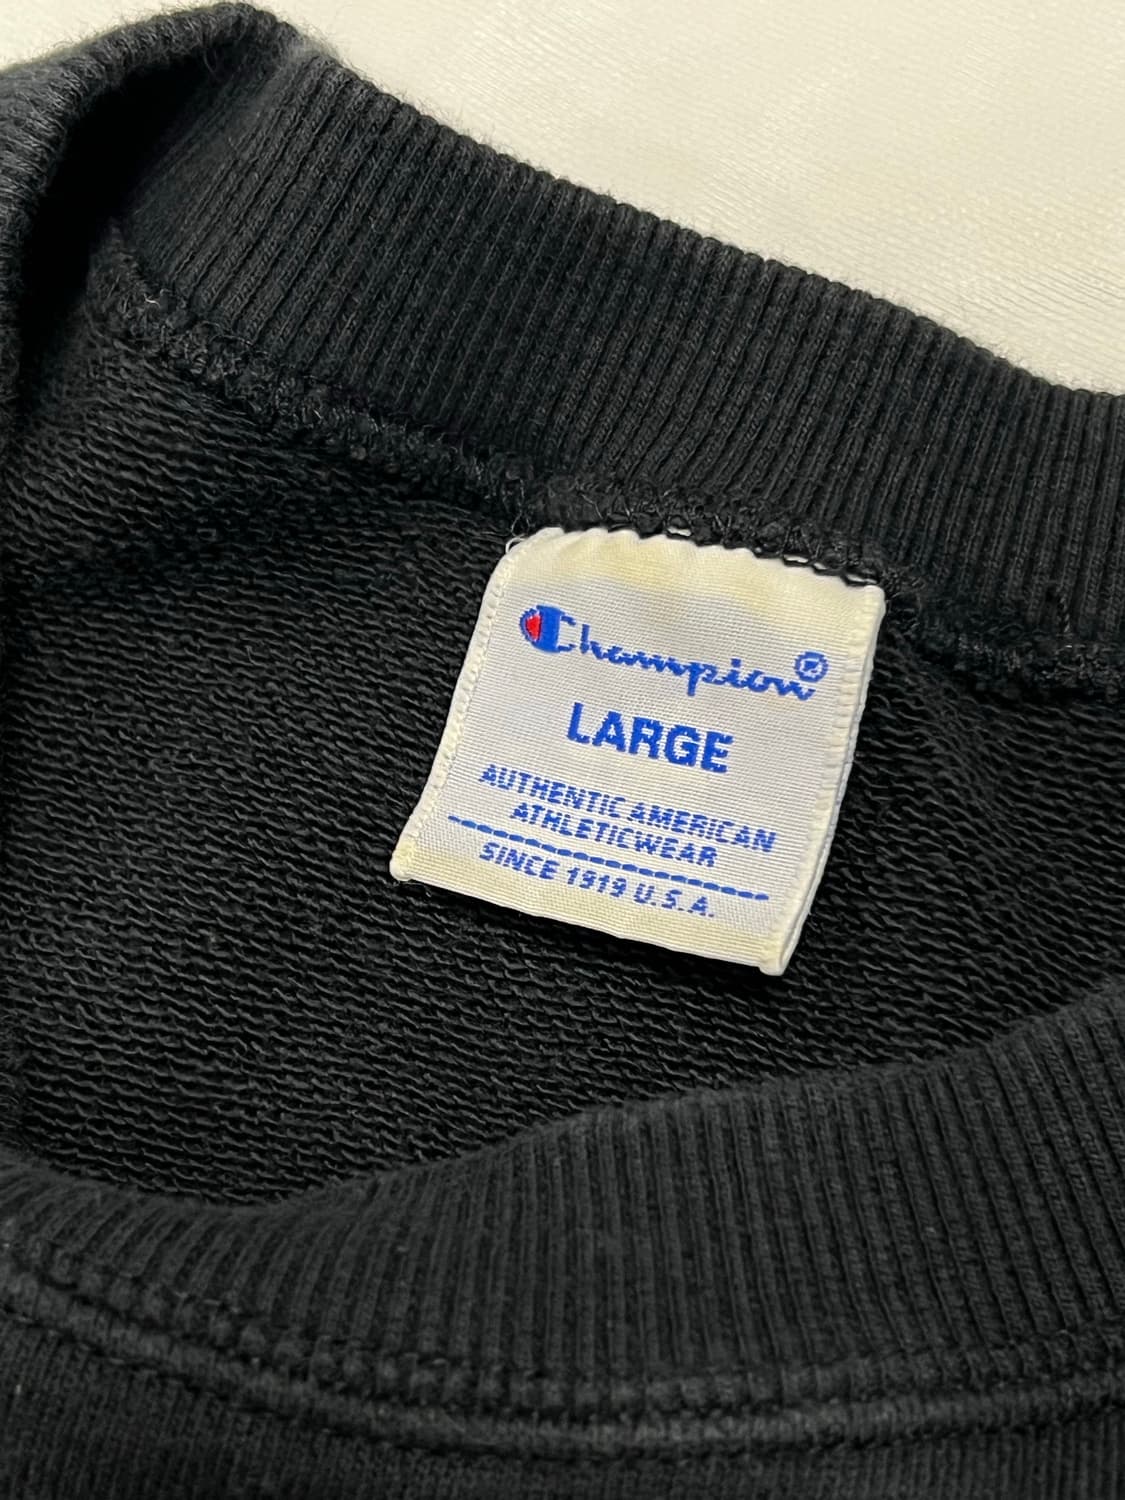 Champion®
LARGE
AUTHENTIC AMERICAN
ATHLETICWEAR
SINCE 1919 U.S.A.